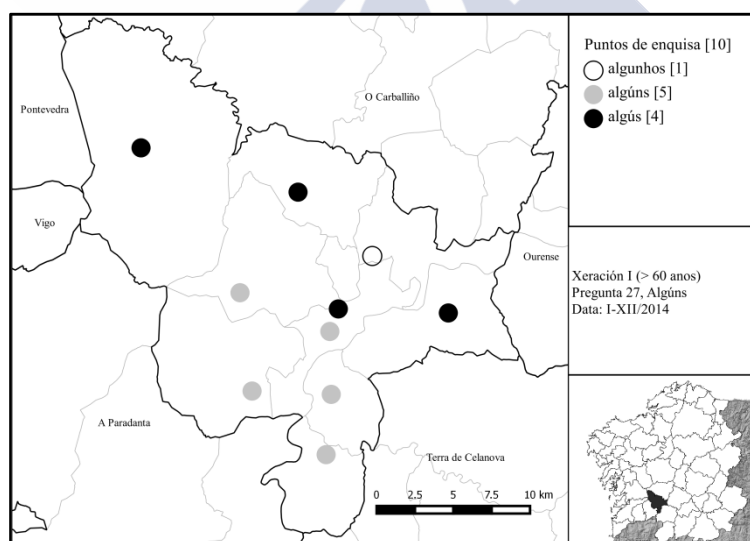 Puntos de enquisa [10]
algunhos [1]
algúns [5]
algús [4]
O Carballiño
Pontevedra
Vigo
Ourense
Xeración I (> 60 anos)
Pregunta 27, Algúns
Data: I-XII/2014
A Paradanta
Terra de Celanova
0 2.5 5 7.5 10 km